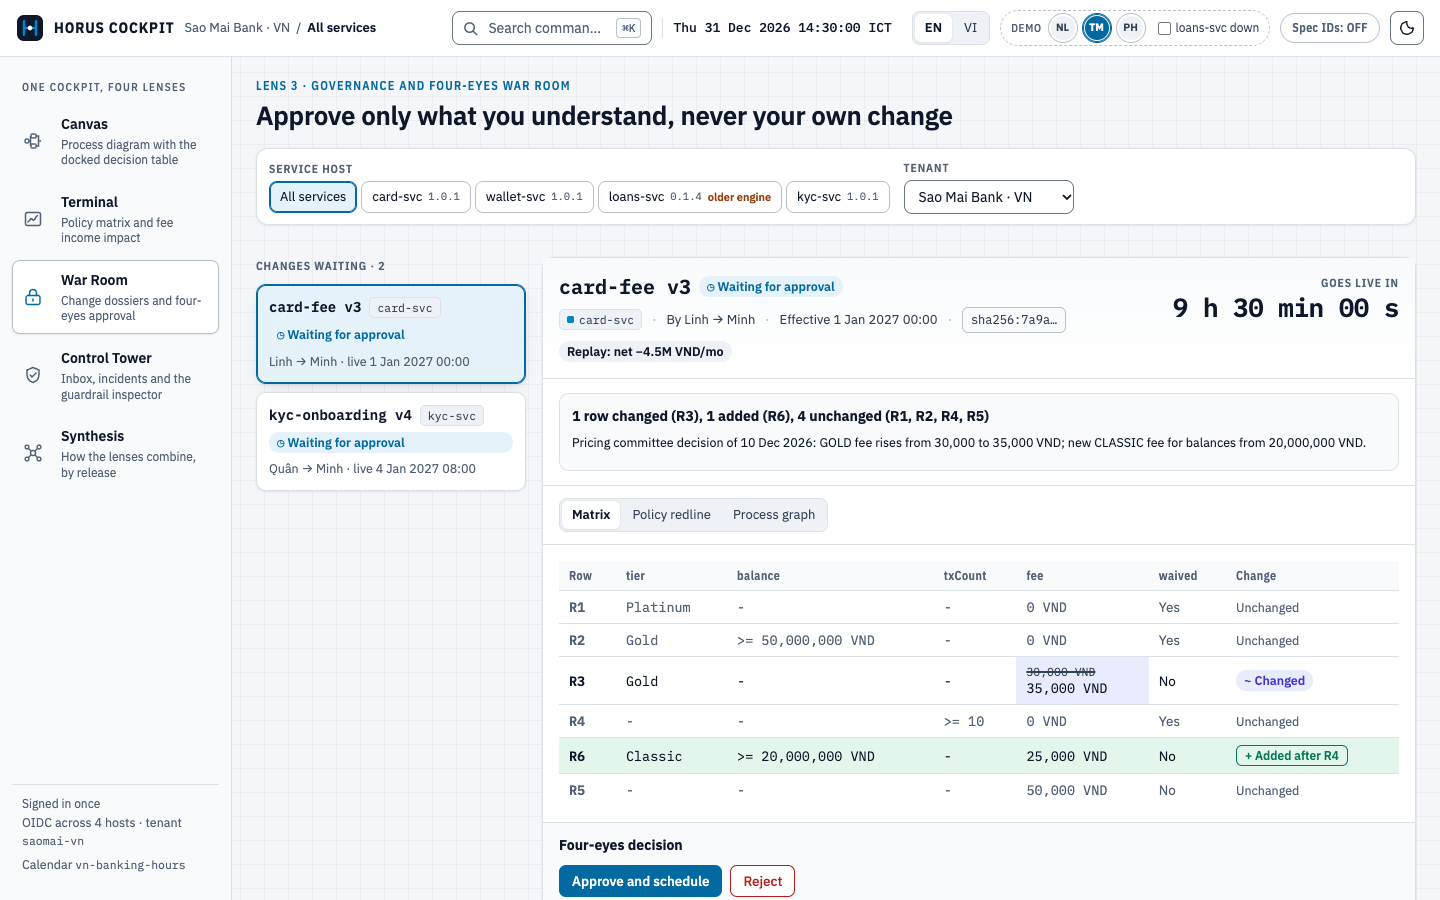 HORUS COCKPIT
Sao Mai Bank · VN / All services
Search comman... ⌘K
Thu 31 Dec 2026 14:30:00 ICT
EN VI
DEMO NL TM PH loans-svc down
Spec IDs: OFF
ONE COCKPIT, FOUR LENSES
Canvas
Process diagram with the
docked decision table
Terminal
Policy matrix and fee
income impact
War Room
Change dossiers and four-
eyes approval
Control Tower
Inbox, incidents and the
guardrail inspector
Synthesis
How the lenses combine,
by release
Signed in once
OIDC across 4 hosts · tenant
saomai-vn
Calendar vn-banking-hours
LENS 3 · GOVERNANCE AND FOUR-EYES WAR ROOM
Approve only what you understand, never your own change
SERVICE HOST
All services
card-svc 1.0.1
wallet-svc 1.0.1
loans-svc 0.1.4 older engine
kyc-svc 1.0.1
TENANT
Sao Mai Bank · VN
CHANGES WAITING · 2
card-fee v3 card-svc
Waiting for approval
Linh → Minh · live 1 Jan 2027 00:00
kyc-onboarding v4 kyc-svc
Waiting for approval
Quân → Minh · live 4 Jan 2027 08:00
card-fee v3 Waiting for approval
card-svc · By Linh → Minh · Effective 1 Jan 2027 00:00 · sha256:7a9a…
Replay: net −4.5M VND/mo
GOES LIVE IN
9 h 30 min 00 s
1 row changed (R3), 1 added (R6), 4 unchanged (R1, R2, R4, R5)
Pricing committee decision of 10 Dec 2026: GOLD fee rises from 30,000 to 35,000 VND; new CLASSIC fee for balances from 20,000,000 VND.
Matrix Policy redline Process graph
Row tier balance txCount fee waived Change
R1 Platinum - - 0 VND Yes Unchanged
R2 Gold >= 50,000,000 VND - 0 VND Yes Unchanged
R3 Gold - - 30,000 VND 35,000 VND No ~ Changed
R4 - - >= 10 0 VND Yes Unchanged
R6 Classic >= 20,000,000 VND - 25,000 VND No + Added after R4
R5 - - - 50,000 VND No Unchanged
Four-eyes decision
Approve and schedule
Reject